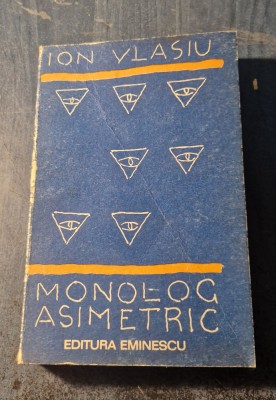 ION VLASIU
MONOLOG
ASIMETRIC
EDITURA EMINESCU